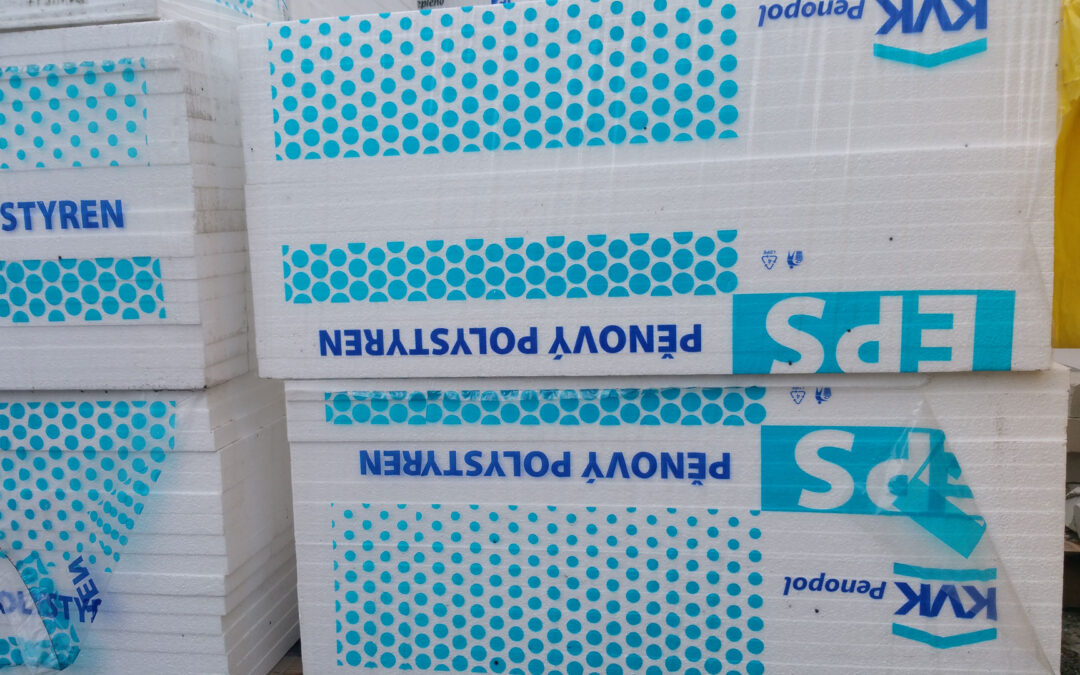 KVK
Penopol
STYREN
PĚNOVÝ POLYSTYREN
EPS
PĚNOVÝ POLYSTYREN
EPS
KVK
Penopol